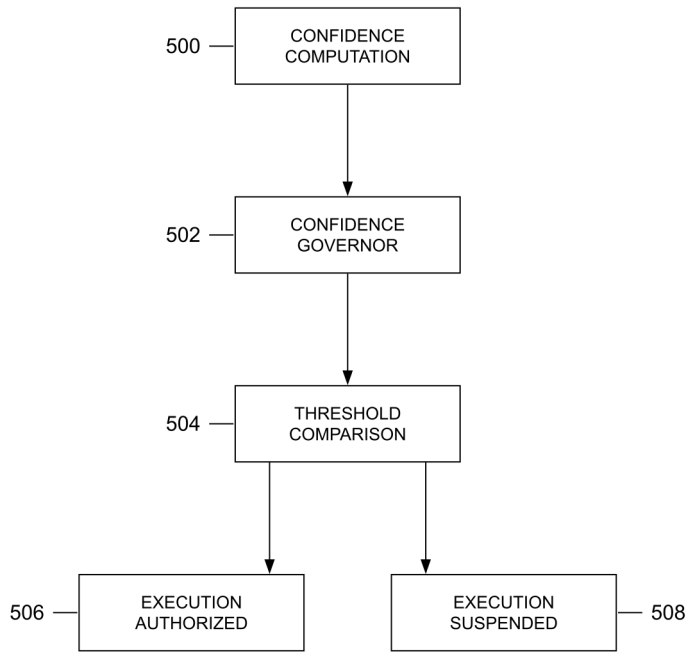 500
CONFIDENCE
COMPUTATION
502
CONFIDENCE
GOVERNOR
504
THRESHOLD
COMPARISON
506
EXECUTION
AUTHORIZED
EXECUTION
SUSPENDED
508